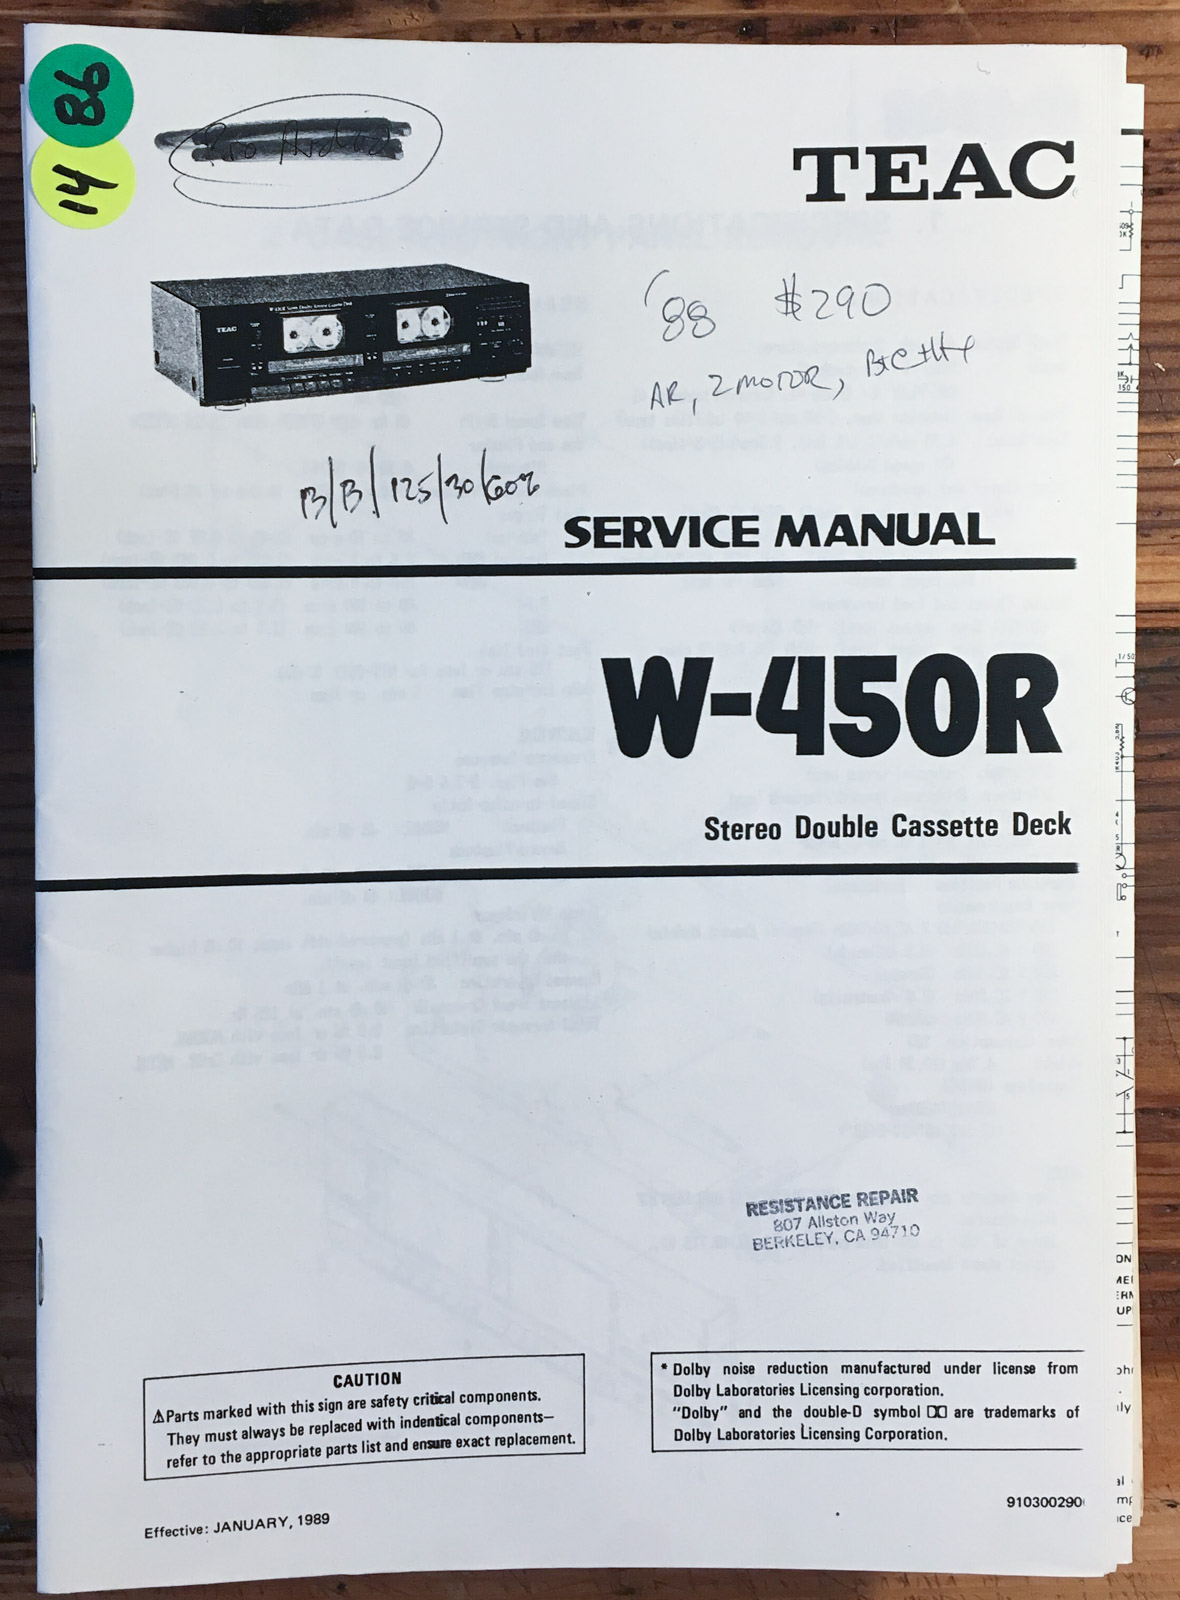 86
14
TEAC
TEAC
'88 $290
AR, 2 MOTOR, B+C
B/B/125/30/60%
SERVICE MANUAL
W-450R
Stereo Double Cassette Deck
RESISTANCE REPAIR
807 Allston Way
BERKELEY, CA 94710
CAUTION
⚠Parts marked with this sign are safety critical components.
They must always be replaced with indentical components—
refer to the appropriate parts list and ensure exact replacement.
* Dolby noise reduction manufactured under license from
Dolby Laboratories Licensing corporation.
"Dolby" and the double-D symbol are trademarks of
Dolby Laboratories Licensing Corporation.
Effective: JANUARY, 1989